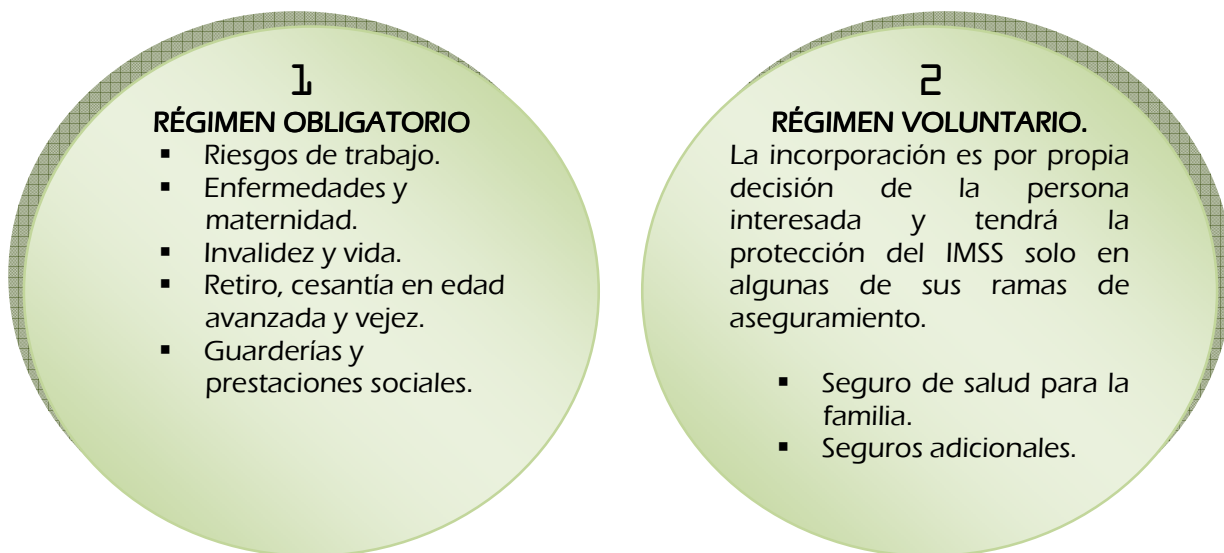 1
RÉGIMEN OBLIGATORIO
▪ Riesgos de trabajo.
▪ Enfermedades y
maternidad.
▪ Invalidez y vida.
▪ Retiro, cesantía en edad
avanzada y vejez.
▪ Guarderías y
prestaciones sociales.
2
RÉGIMEN VOLUNTARIO.
La incorporación es por propia
decisión de la persona
interesada y tendrá la
protección del IMSS solo en
algunas de sus ramas de
aseguramiento.
▪ Seguro de salud para la
familia.
▪ Seguros adicionales.